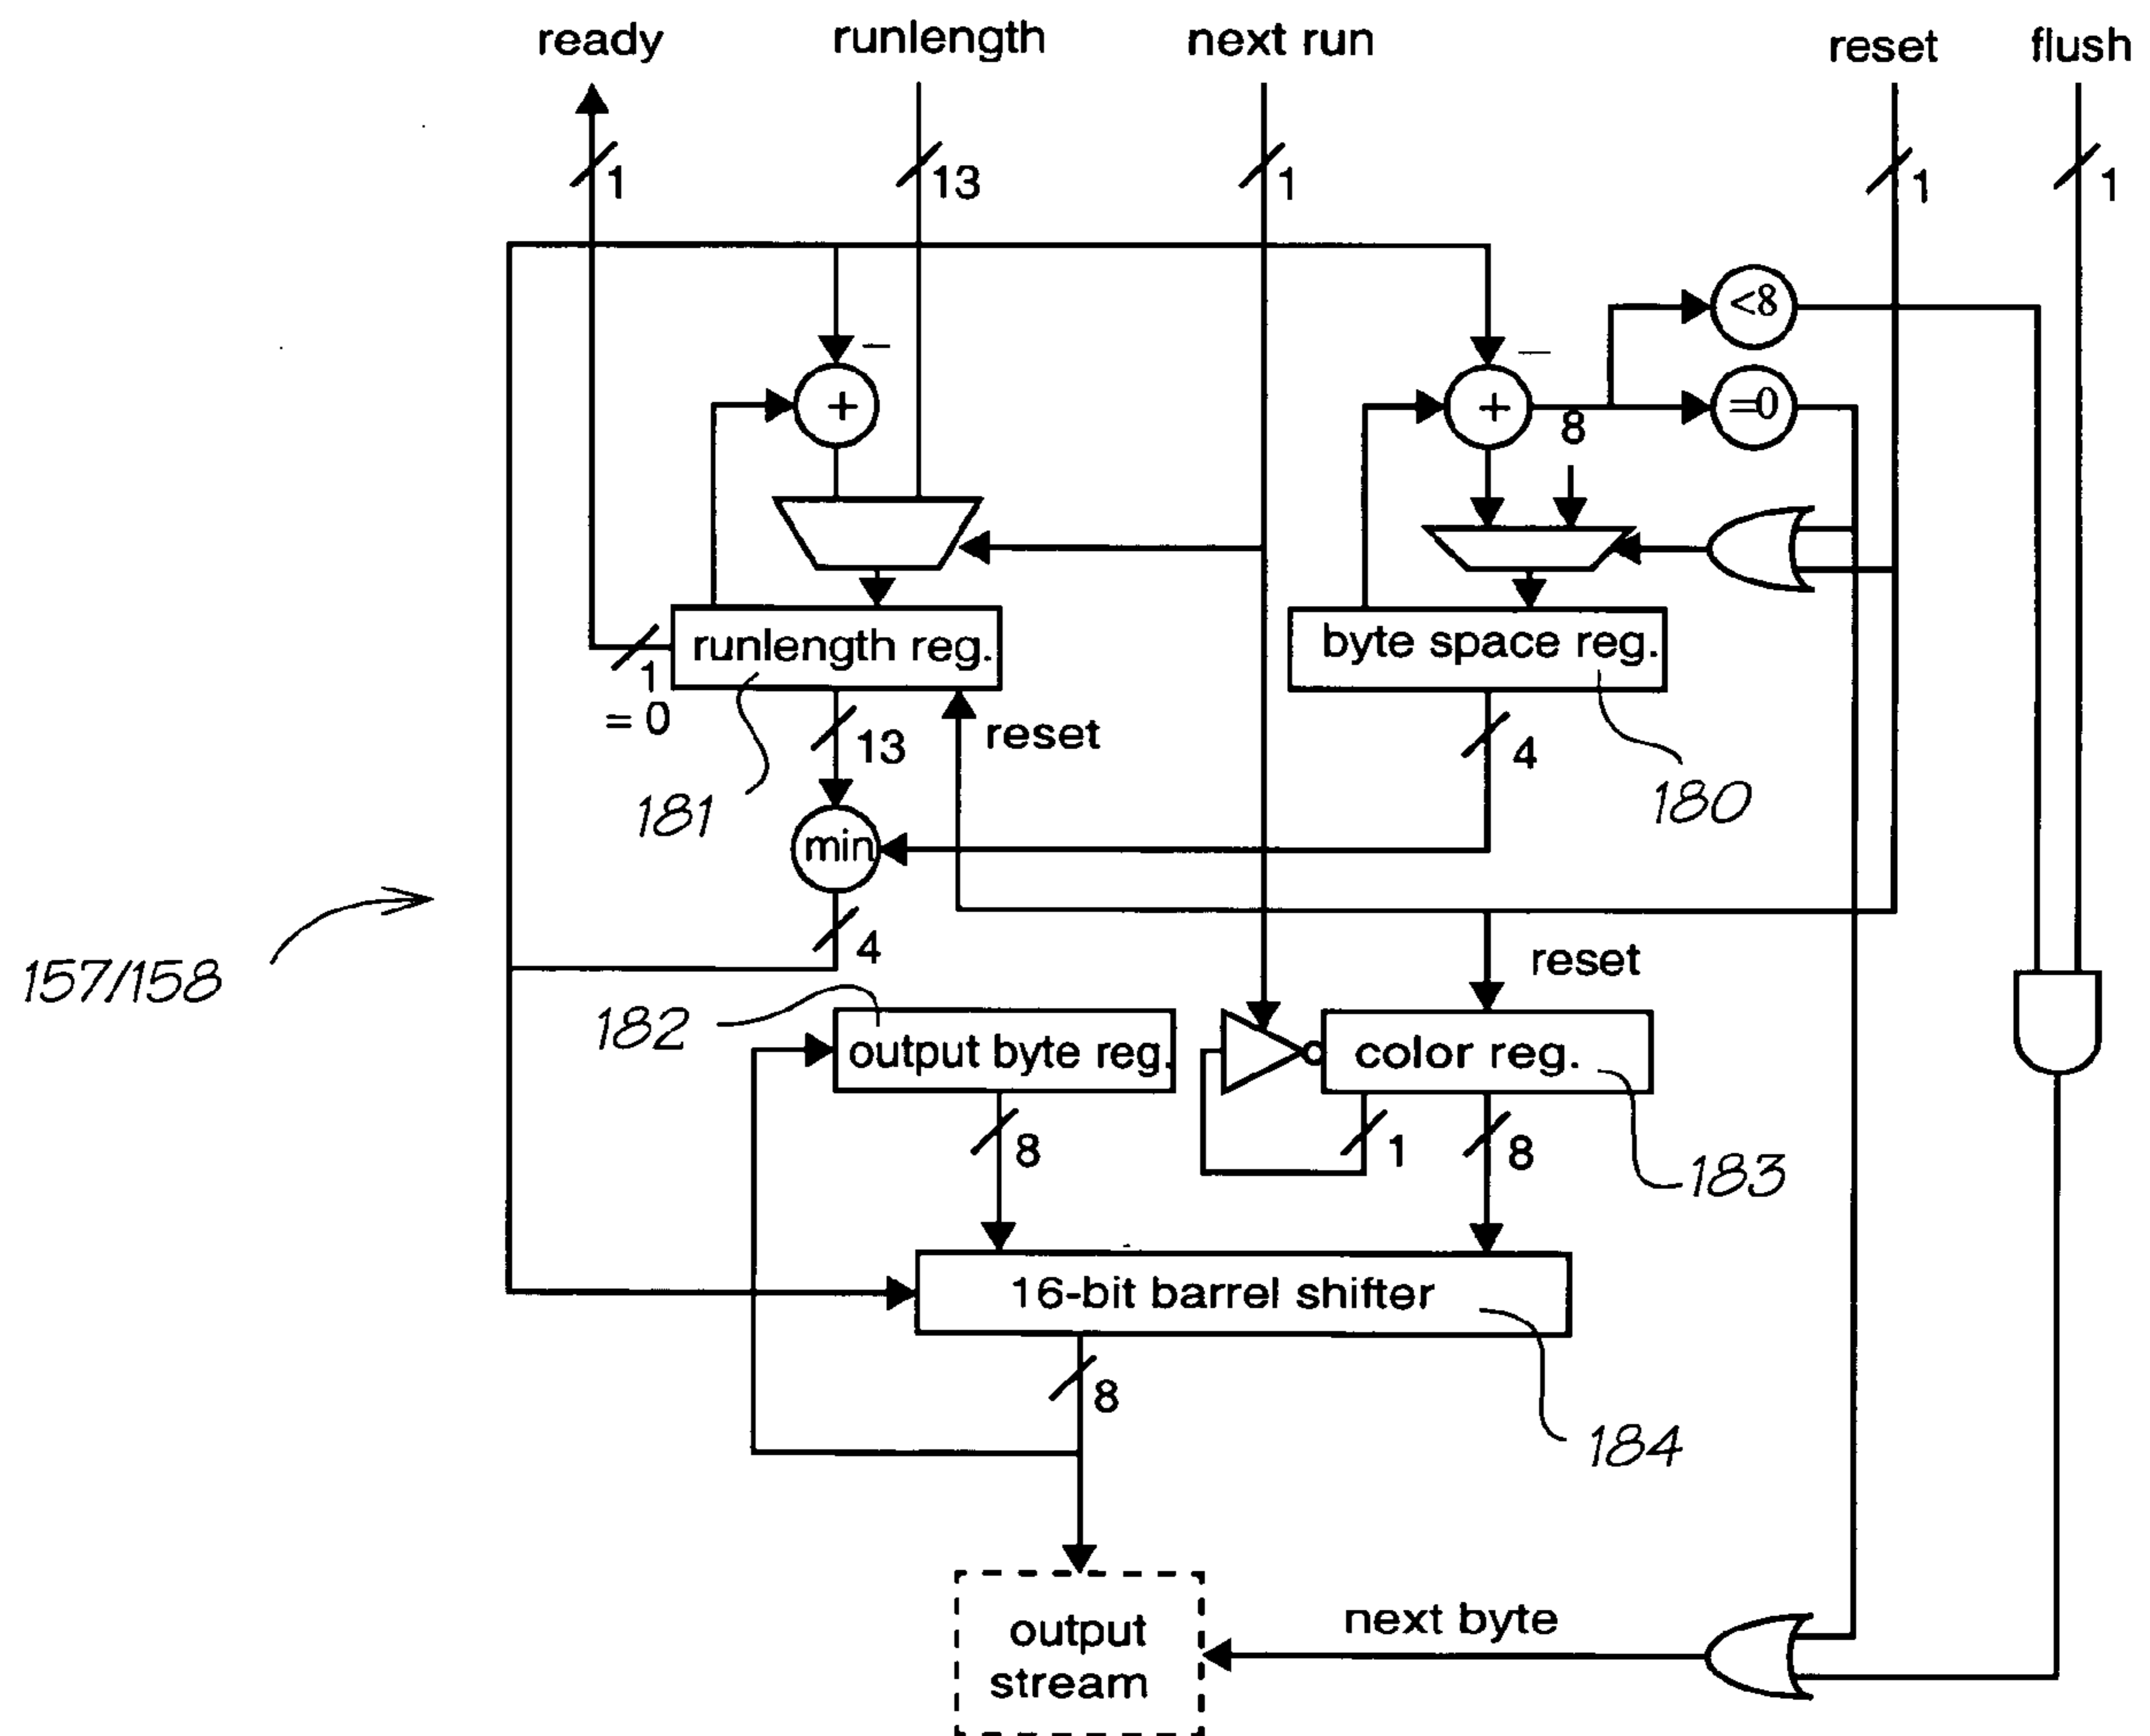 ready
runlength
next run
reset
flush
1
13
1
1
1
<8
−
−
+
+
=0
8
runlength reg.
byte space reg.
1
= 0
13
reset
4
181
180
min
4
157/158
reset
182
output byte reg.
color reg.
8
1
8
183
16-bit barrel shifter
8
184
output
stream
next byte